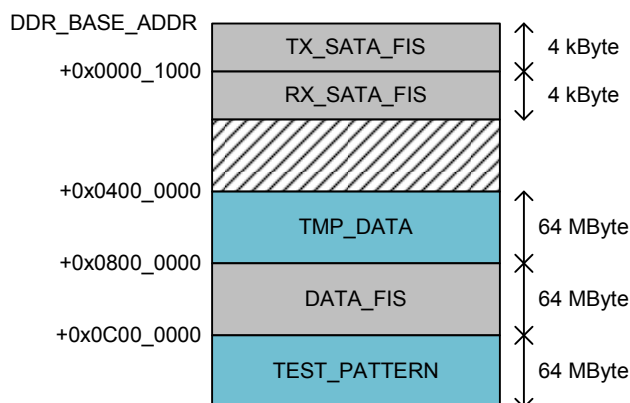 DDR_BASE_ADDR
TX_SATA_FIS
4 kByte
+0x0000_1000
RX_SATA_FIS
4 kByte
+0x0400_0000
TMP_DATA
64 MByte
+0x0800_0000
DATA_FIS
64 MByte
+0x0C00_0000
TEST_PATTERN
64 MByte